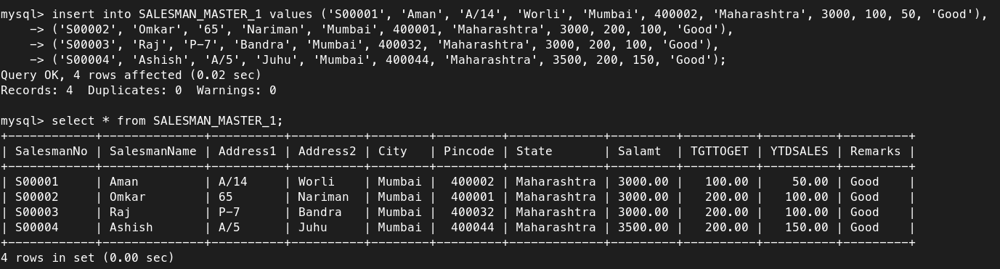 mysql> insert into SALESMAN_MASTER_1 values ('S00001', 'Aman', 'A/14', 'Worli', 'Mumbai', 400002, 'Maharashtra', 3000, 100, 50, 'Good'),
    -> ('S00002', 'Omkar', '65', 'Nariman', 'Mumbai', 400001, 'Maharashtra', 3000, 200, 100, 'Good'),
    -> ('S00003', 'Raj', 'P-7', 'Bandra', 'Mumbai', 400032, 'Maharashtra', 3000, 200, 100, 'Good'),
    -> ('S00004', 'Ashish', 'A/5', 'Juhu', 'Mumbai', 400044, 'Maharashtra', 3500, 200, 150, 'Good');
Query OK, 4 rows affected (0.02 sec)
Records: 4  Duplicates: 0  Warnings: 0

mysql> select * from SALESMAN_MASTER_1;
+------------+--------------+----------+----------+--------+---------+-------------+---------+----------+----------+---------+
| SalesmanNo | SalesmanName | Address1 | Address2 | City   | Pincode | State       | Salamt  | TGTTOGET | YTDSALES | Remarks |
+------------+--------------+----------+----------+--------+---------+-------------+---------+----------+----------+---------+
| S00001     | Aman         | A/14     | Worli    | Mumbai |  400002 | Maharashtra | 3000.00 |   100.00 |    50.00 | Good    |
| S00002     | Omkar        | 65       | Nariman  | Mumbai |  400001 | Maharashtra | 3000.00 |   200.00 |   100.00 | Good    |
| S00003     | Raj          | P-7      | Bandra   | Mumbai |  400032 | Maharashtra | 3000.00 |   200.00 |   100.00 | Good    |
| S00004     | Ashish       | A/5      | Juhu     | Mumbai |  400044 | Maharashtra | 3500.00 |   200.00 |   150.00 | Good    |
+------------+--------------+----------+----------+--------+---------+-------------+---------+----------+----------+---------+
4 rows in set (0.00 sec)